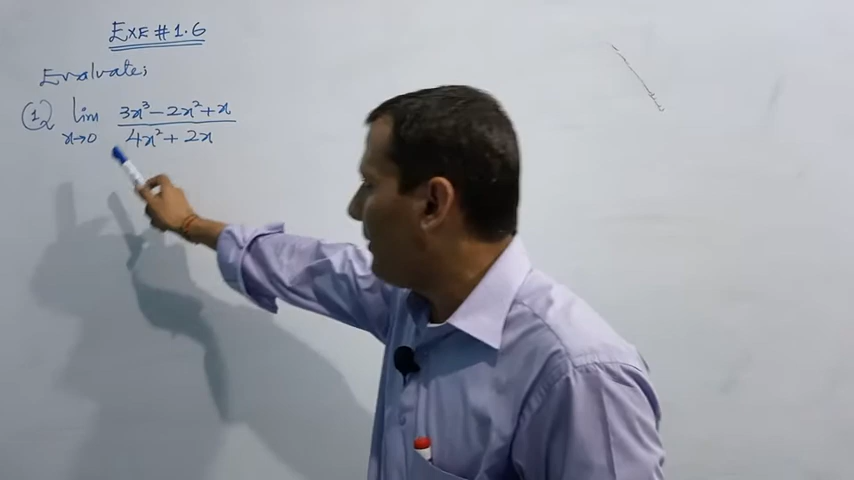 EXE # 1.6
Evaluate;
① lim 3x³ - 2x² + x
x→0 4x² + 2x